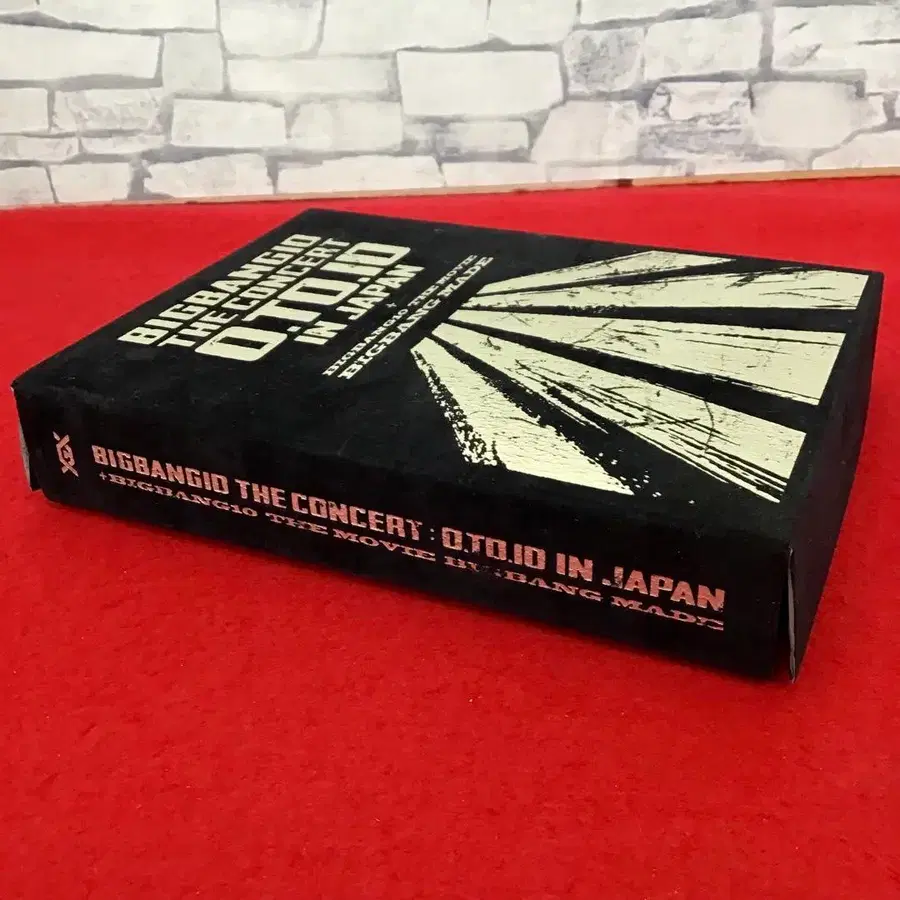 BIGBANG10
THE CONCERT
0.TO.10
IN JAPAN
+
BIGBANG10 THE MOVIE
BIGBANG MADE
BIGBANG10 THE CONCERT : 0.TO.10 IN JAPAN
+BIGBANG10 THE MOVIE BIGBANG MADE